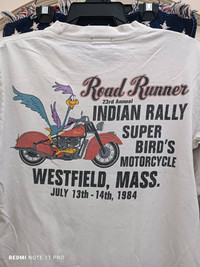 Road Runner
23rd Annual
INDIAN RALLY
SUPER
BIRD'S
MOTORCYCLE
WESTFIELD, MASS.
JULY 13th - 14th, 1984
REDMI NOTE 11 PRO